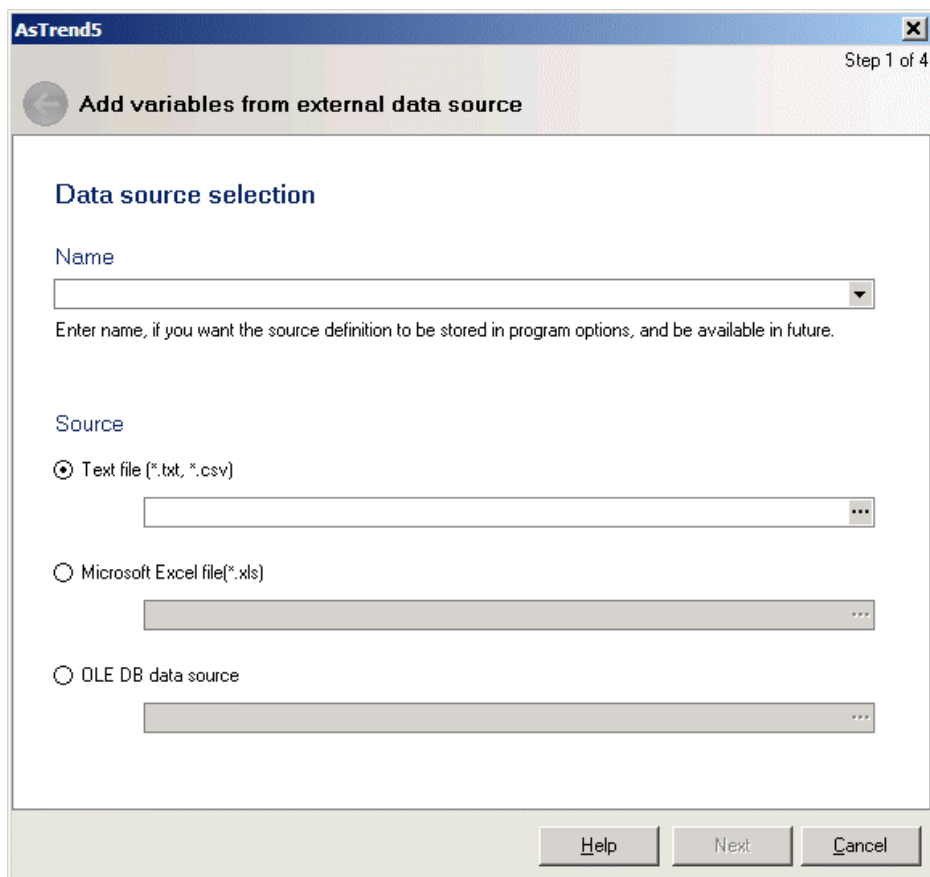 AsTrend5
Step 1 of 4
Add variables from external data source
Data source selection
Name
Enter name, if you want the source definition to be stored in program options, and be available in future.
Source
Text file (*.txt, *.csv)
...
Microsoft Excel file(*.xls)
...
OLE DB data source
...
Help Next Cancel